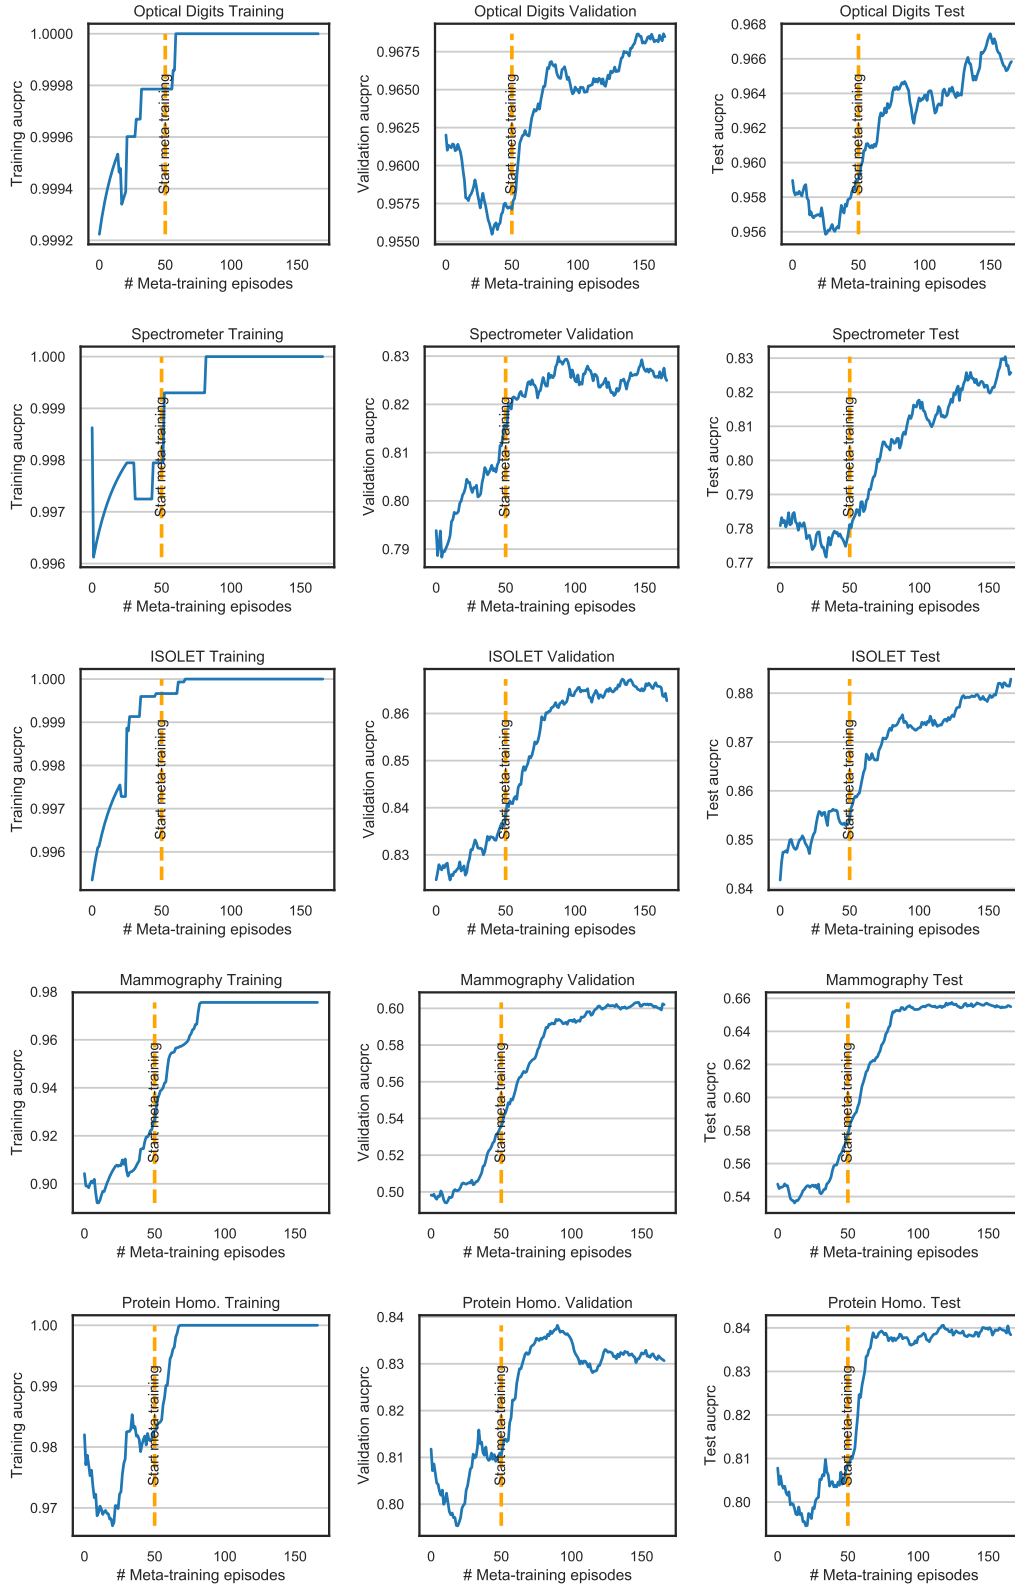 Optical Digits Training
Training aucprc
1.0000
0.9998
0.9996
0.9994
0.9992
Start meta-training
0 50 100 150
# Meta-training episodes
Optical Digits Validation
Validation aucprc
0.9675
0.9650
0.9625
0.9600
0.9575
0.9550
Start meta-training
0 50 100 150
# Meta-training episodes
Optical Digits Test
Test aucprc
0.968
0.966
0.964
0.962
0.960
0.958
0.956
Start meta-training
0 50 100 150
# Meta-training episodes
Spectrometer Training
Training aucprc
1.000
0.999
0.998
0.997
0.996
Start meta-training
0 50 100 150
# Meta-training episodes
Spectrometer Validation
Validation aucprc
0.83
0.82
0.81
0.80
0.79
Start meta-training
0 50 100 150
# Meta-training episodes
Spectrometer Test
Test aucprc
0.83
0.82
0.81
0.80
0.79
0.78
0.77
Start meta-training
0 50 100 150
# Meta-training episodes
ISOLET Training
Training aucprc
1.000
0.999
0.998
0.997
0.996
Start meta-training
0 50 100 150
# Meta-training episodes
ISOLET Validation
Validation aucprc
0.86
0.85
0.84
0.83
Start meta-training
0 50 100 150
# Meta-training episodes
ISOLET Test
Test aucprc
0.88
0.87
0.86
0.85
0.84
Start meta-training
0 50 100 150
# Meta-training episodes
Mammography Training
Training aucprc
0.98
0.96
0.94
0.92
0.90
Start meta-training
0 50 100 150
# Meta-training episodes
Mammography Validation
Validation aucprc
0.60
0.58
0.56
0.54
0.52
0.50
Start meta-training
0 50 100 150
# Meta-training episodes
Mammography Test
Test aucprc
0.66
0.64
0.62
0.60
0.58
0.56
0.54
Start meta-training
0 50 100 150
# Meta-training episodes
Protein Homo. Training
Training aucprc
1.00
0.99
0.98
0.97
Start meta-training
0 50 100 150
# Meta-training episodes
Protein Homo. Validation
Validation aucprc
0.84
0.83
0.82
0.81
0.80
Start meta-training
0 50 100 150
# Meta-training episodes
Protein Homo. Test
Test aucprc
0.84
0.83
0.82
0.81
0.80
Start meta-training
0 50 100 150
# Meta-training episodes